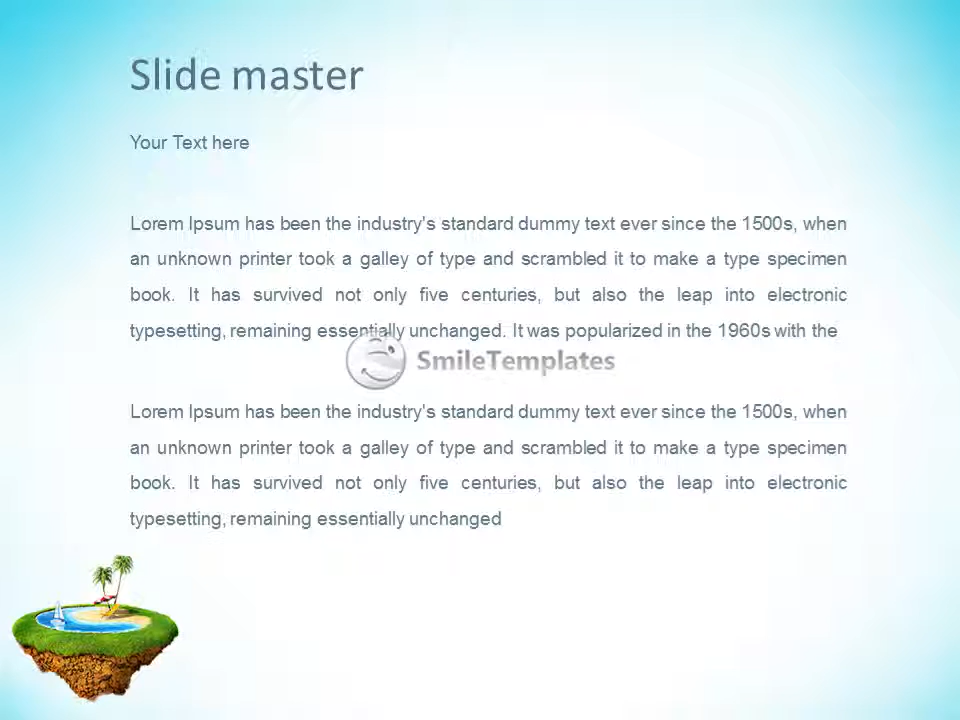 Slide master
Your Text here
Lorem Ipsum has been the industry's standard dummy text ever since the 1500s, when
an unknown printer took a galley of type and scrambled it to make a type specimen
book. It has survived not only five centuries, but also the leap into electronic
typesetting, remaining essentially unchanged. It was popularized in the 1960s with the
SmileTemplates
Lorem Ipsum has been the industry's standard dummy text ever since the 1500s, when
an unknown printer took a galley of type and scrambled it to make a type specimen
book. It has survived not only five centuries, but also the leap into electronic
typesetting, remaining essentially unchanged